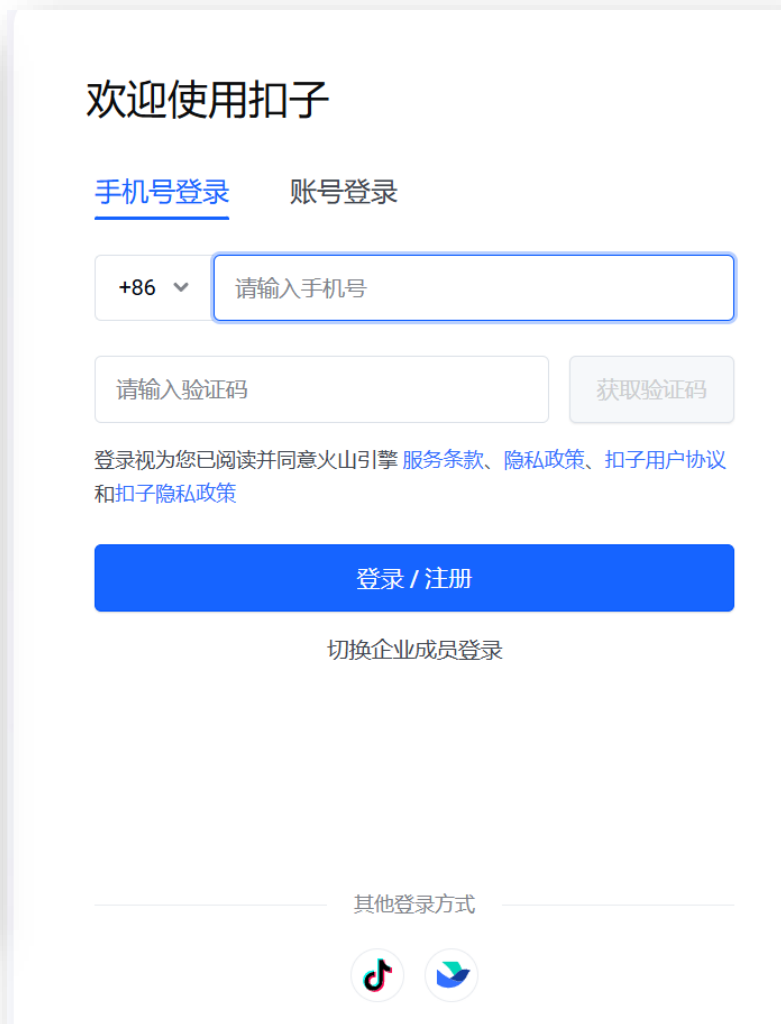 欢迎使用扣子
手机号登录 账号登录
+86 请输入手机号
请输入验证码 获取验证码
登录视为您已阅读并同意火山引擎 服务条款、隐私政策、扣子用户协议
和扣子隐私政策
登录 / 注册
切换企业成员登录
其他登录方式